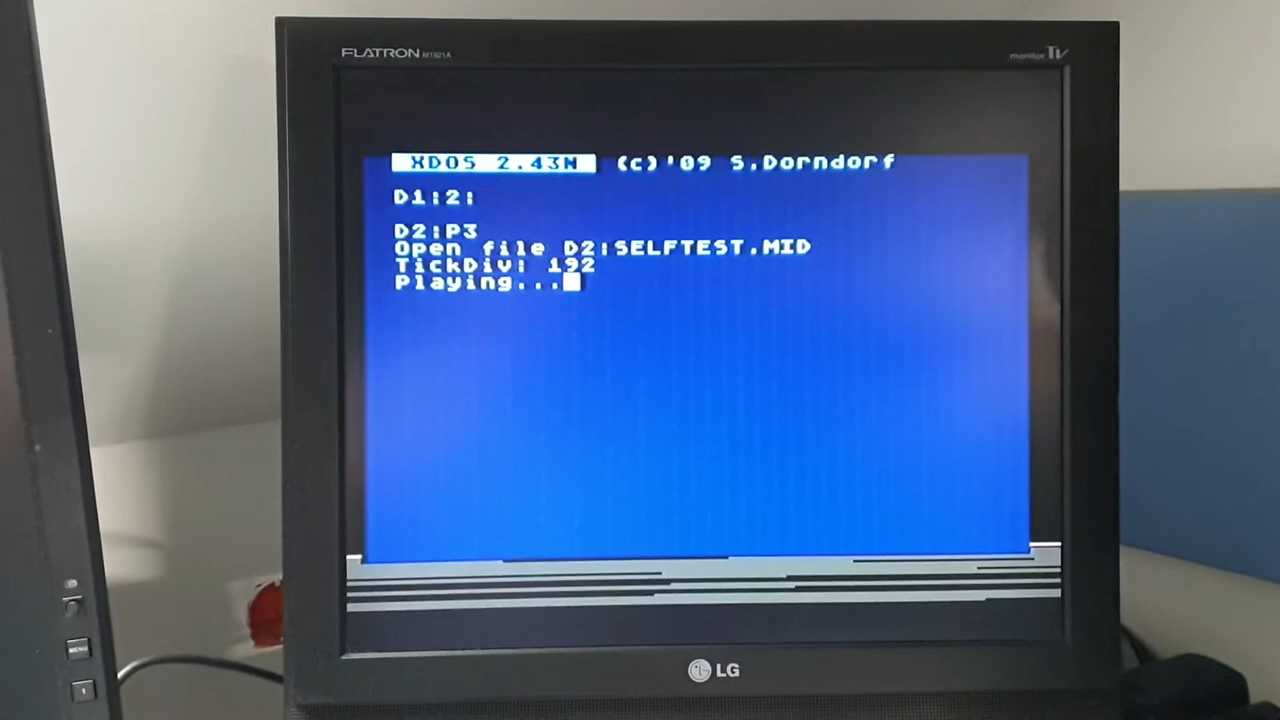 FLATRON M1921A
monitor TV
XDOS 2.43N (c)'09 S.Dorndorf
D1:2:
D2:P3
Open file D2:SELFTEST.MID
TickDiv: 192
Playing...
MENU
LG